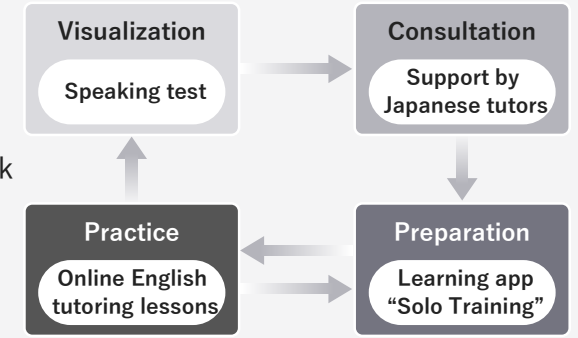 Visualization
Speaking test
Consultation
Support by
Japanese tutors
k
Practice
Online English
tutoring lessons
Preparation
Learning app
“Solo Training”